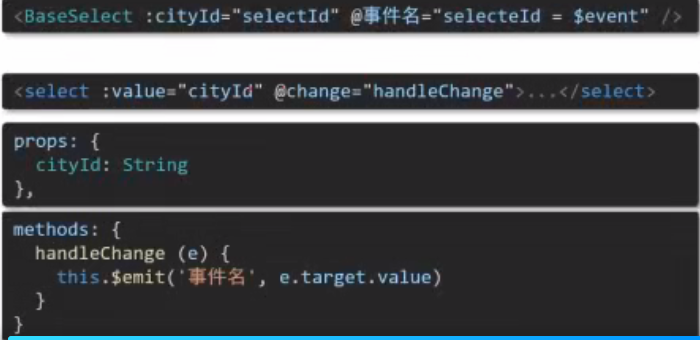 <BaseSelect :cityId="selectId" @事件名="selecteId = $event" />
<select :value="cityId" @change="handleChange">...</select>
props: {
  cityId: String
},
methods: {
  handleChange (e) {
    this.$emit('事件名', e.target.value)
  }
}